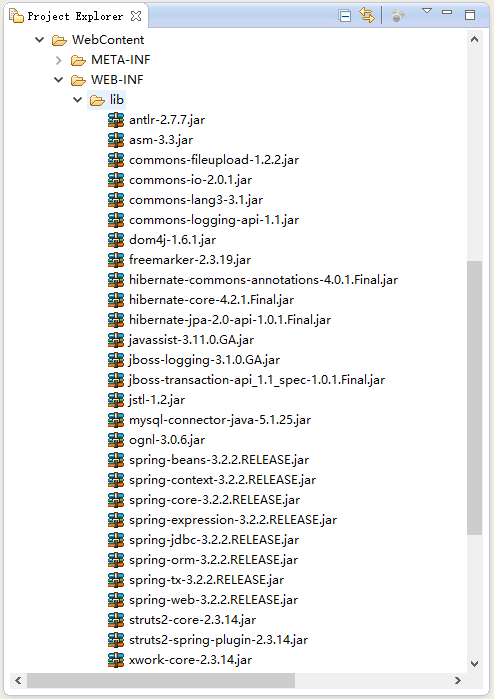 Project Explorer
WebContent
META-INF
WEB-INF
lib
antlr-2.7.7.jar
asm-3.3.jar
commons-fileupload-1.2.2.jar
commons-io-2.0.1.jar
commons-lang3-3.1.jar
commons-logging-api-1.1.jar
dom4j-1.6.1.jar
freemarker-2.3.19.jar
hibernate-commons-annotations-4.0.1.Final.jar
hibernate-core-4.2.1.Final.jar
hibernate-jpa-2.0-api-1.0.1.Final.jar
javassist-3.11.0.GA.jar
jboss-logging-3.1.0.GA.jar
jboss-transaction-api_1.1_spec-1.0.1.Final.jar
jstl-1.2.jar
mysql-connector-java-5.1.25.jar
ognl-3.0.6.jar
spring-beans-3.2.2.RELEASE.jar
spring-context-3.2.2.RELEASE.jar
spring-core-3.2.2.RELEASE.jar
spring-expression-3.2.2.RELEASE.jar
spring-jdbc-3.2.2.RELEASE.jar
spring-orm-3.2.2.RELEASE.jar
spring-tx-3.2.2.RELEASE.jar
spring-web-3.2.2.RELEASE.jar
struts2-core-2.3.14.jar
struts2-spring-plugin-2.3.14.jar
xwork-core-2.3.14.jar